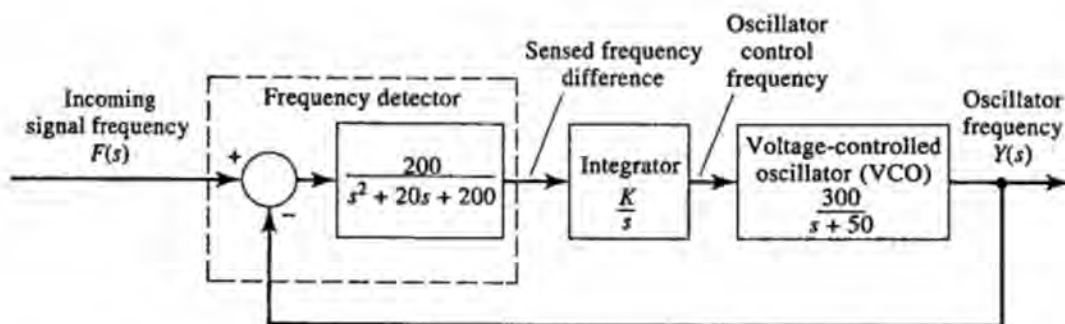 Incoming
signal frequency
F(s)
Frequency detector
+
−
200
s² + 20s + 200
Sensed frequency
difference
Integrator
K
s
Oscillator
control
frequency
Voltage-controlled
oscillator (VCO)
300
s + 50
Oscillator
frequency
Y(s)